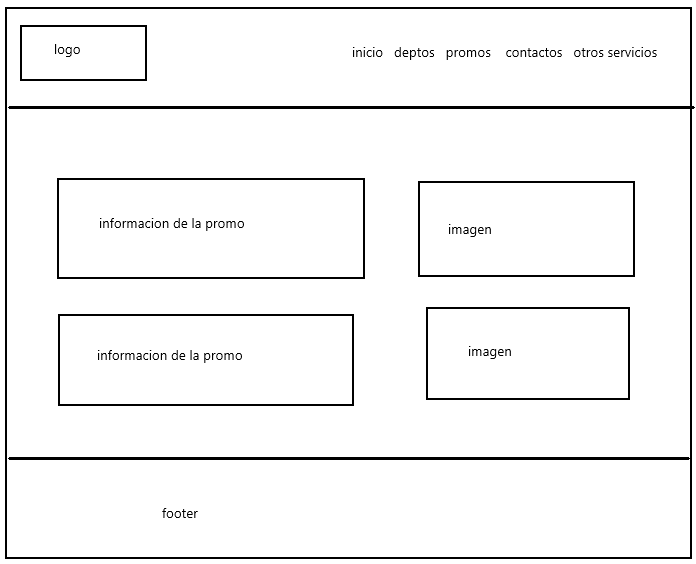 logo
inicio deptos promos contactos otros servicios
informacion de la promo
imagen
informacion de la promo
imagen
footer